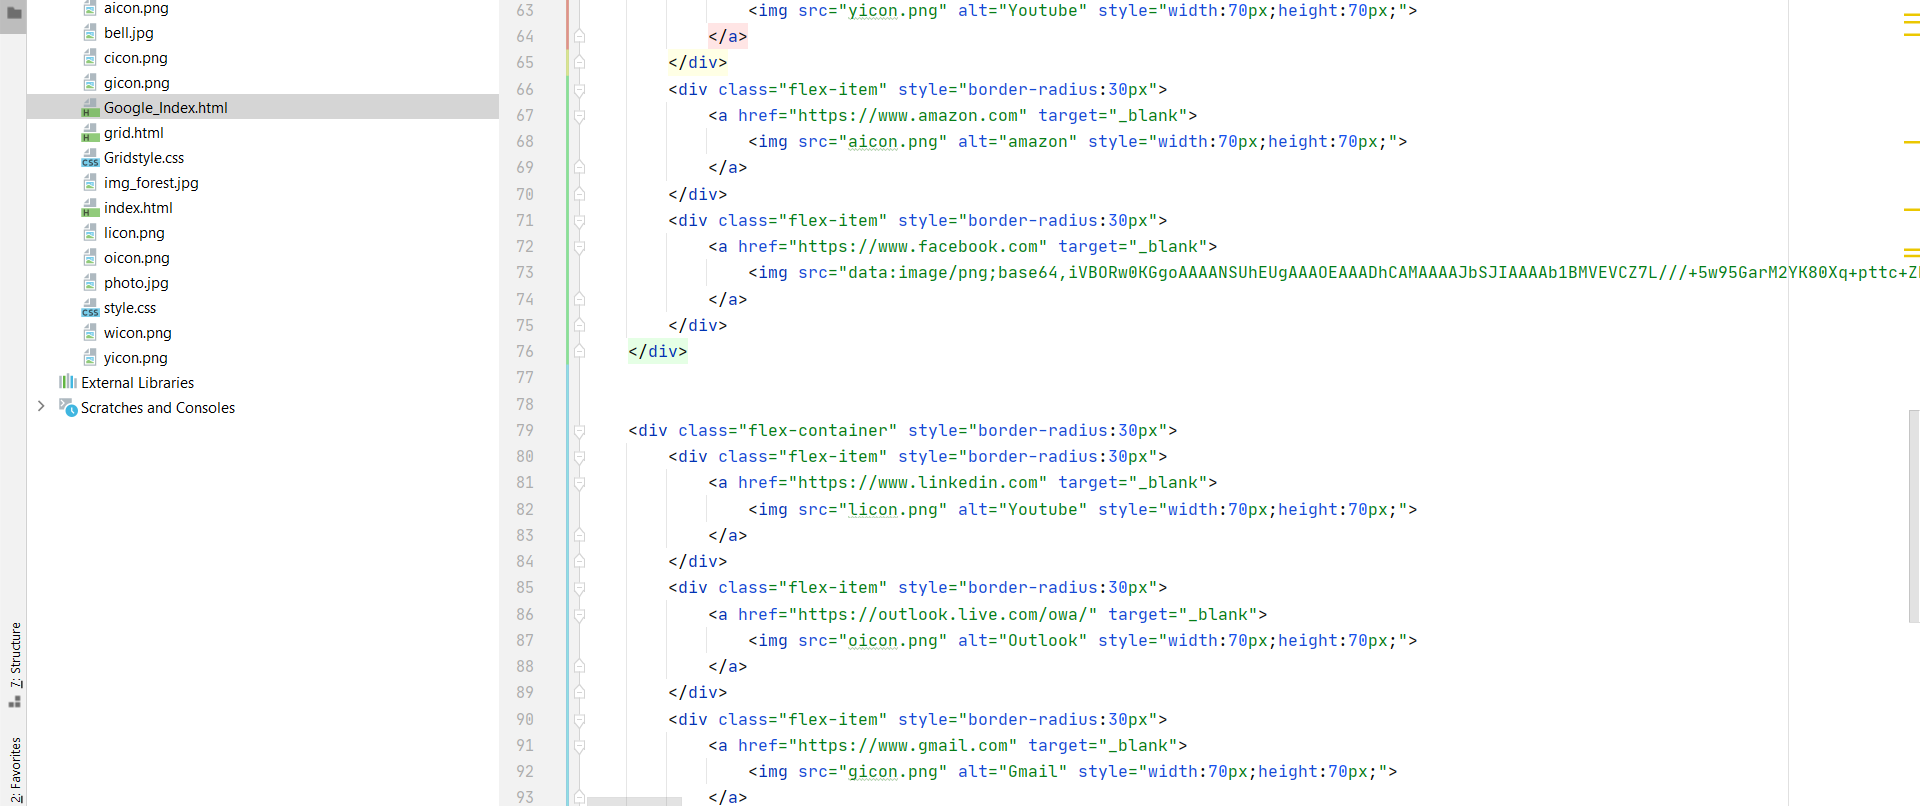 aicon.png
bell.jpg
cicon.png
gicon.png
Google_Index.html
grid.html
Gridstyle.css
img_forest.jpg
index.html
licon.png
oicon.png
photo.jpg
style.css
wicon.png
yicon.png
External Libraries
Scratches and Consoles
7: Structure
2: Favorites
63 <img src="yicon.png" alt="Youtube" style="width:70px;height:70px;">
64 </a>
65 </div>
66 <div class="flex-item" style="border-radius:30px">
67 <a href="https://www.amazon.com" target="_blank">
68 <img src="aicon.png" alt="amazon" style="width:70px;height:70px;">
69 </a>
70 </div>
71 <div class="flex-item" style="border-radius:30px">
72 <a href="https://www.facebook.com" target="_blank">
73 <img src="data:image/png;base64,iVBORw0KGgoAAAANSUhEUgAAAOEAAADhCAMAAAAJbSJIAAAAb1BMVEVCZ7L///+5w95GarM2YK80Xq+pttc+Z
74 </a>
75 </div>
76 </div>
77
78
79 <div class="flex-container" style="border-radius:30px">
80 <div class="flex-item" style="border-radius:30px">
81 <a href="https://www.linkedin.com" target="_blank">
82 <img src="licon.png" alt="Youtube" style="width:70px;height:70px;">
83 </a>
84 </div>
85 <div class="flex-item" style="border-radius:30px">
86 <a href="https://outlook.live.com/owa/" target="_blank">
87 <img src="oicon.png" alt="Outlook" style="width:70px;height:70px;">
88 </a>
89 </div>
90 <div class="flex-item" style="border-radius:30px">
91 <a href="https://www.gmail.com" target="_blank">
92 <img src="gicon.png" alt="Gmail" style="width:70px;height:70px;">
93 </a>